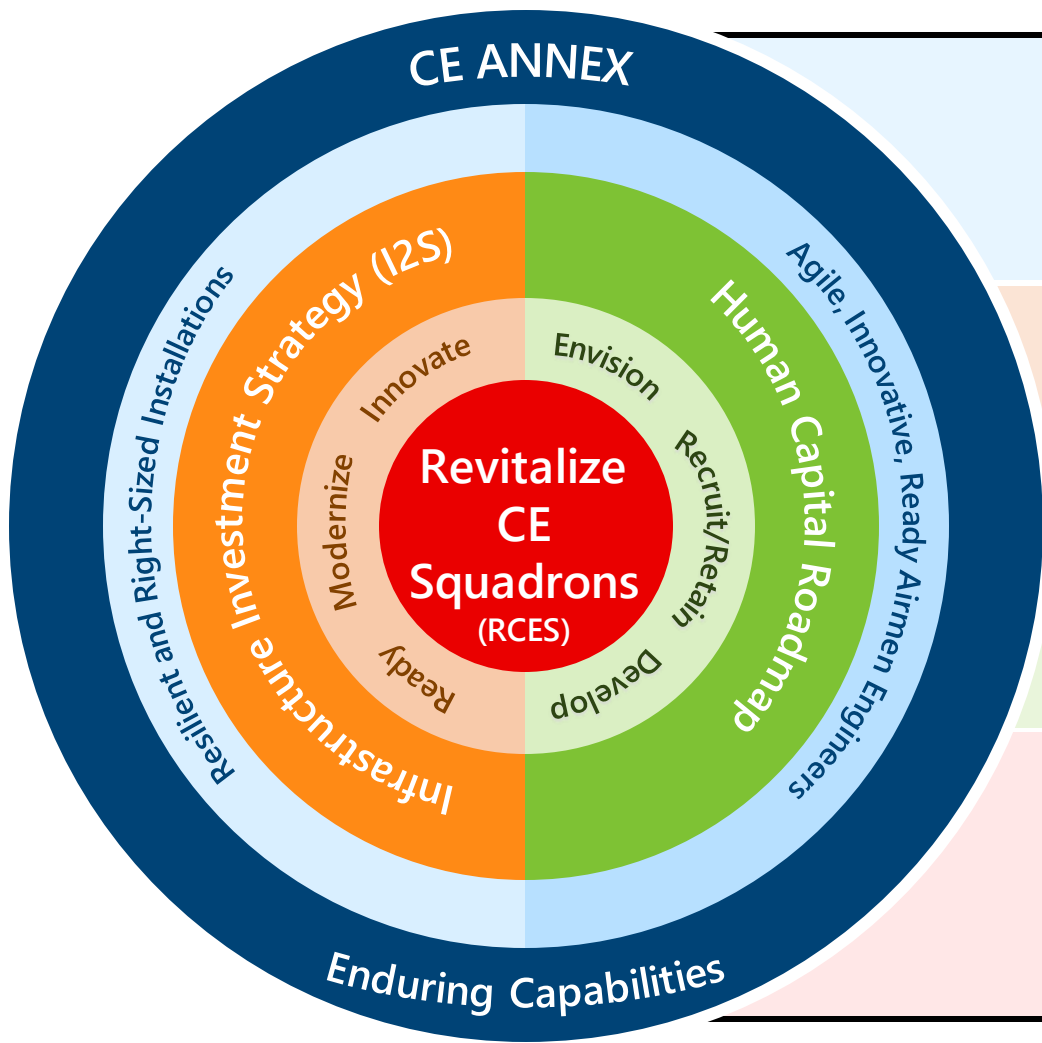 CE ANNEX
Resilient and Right-Sized Installations
Infrastructure Investment Strategy (I2S)
Ready
Modernize
Innovate
Revitalize
CE
Squadrons
(RCES)
Envision
Recruit/Retain
Develop
Human Capital Roadmap
Agile, Innovative, Ready Airmen Engineers
Enduring Capabilities